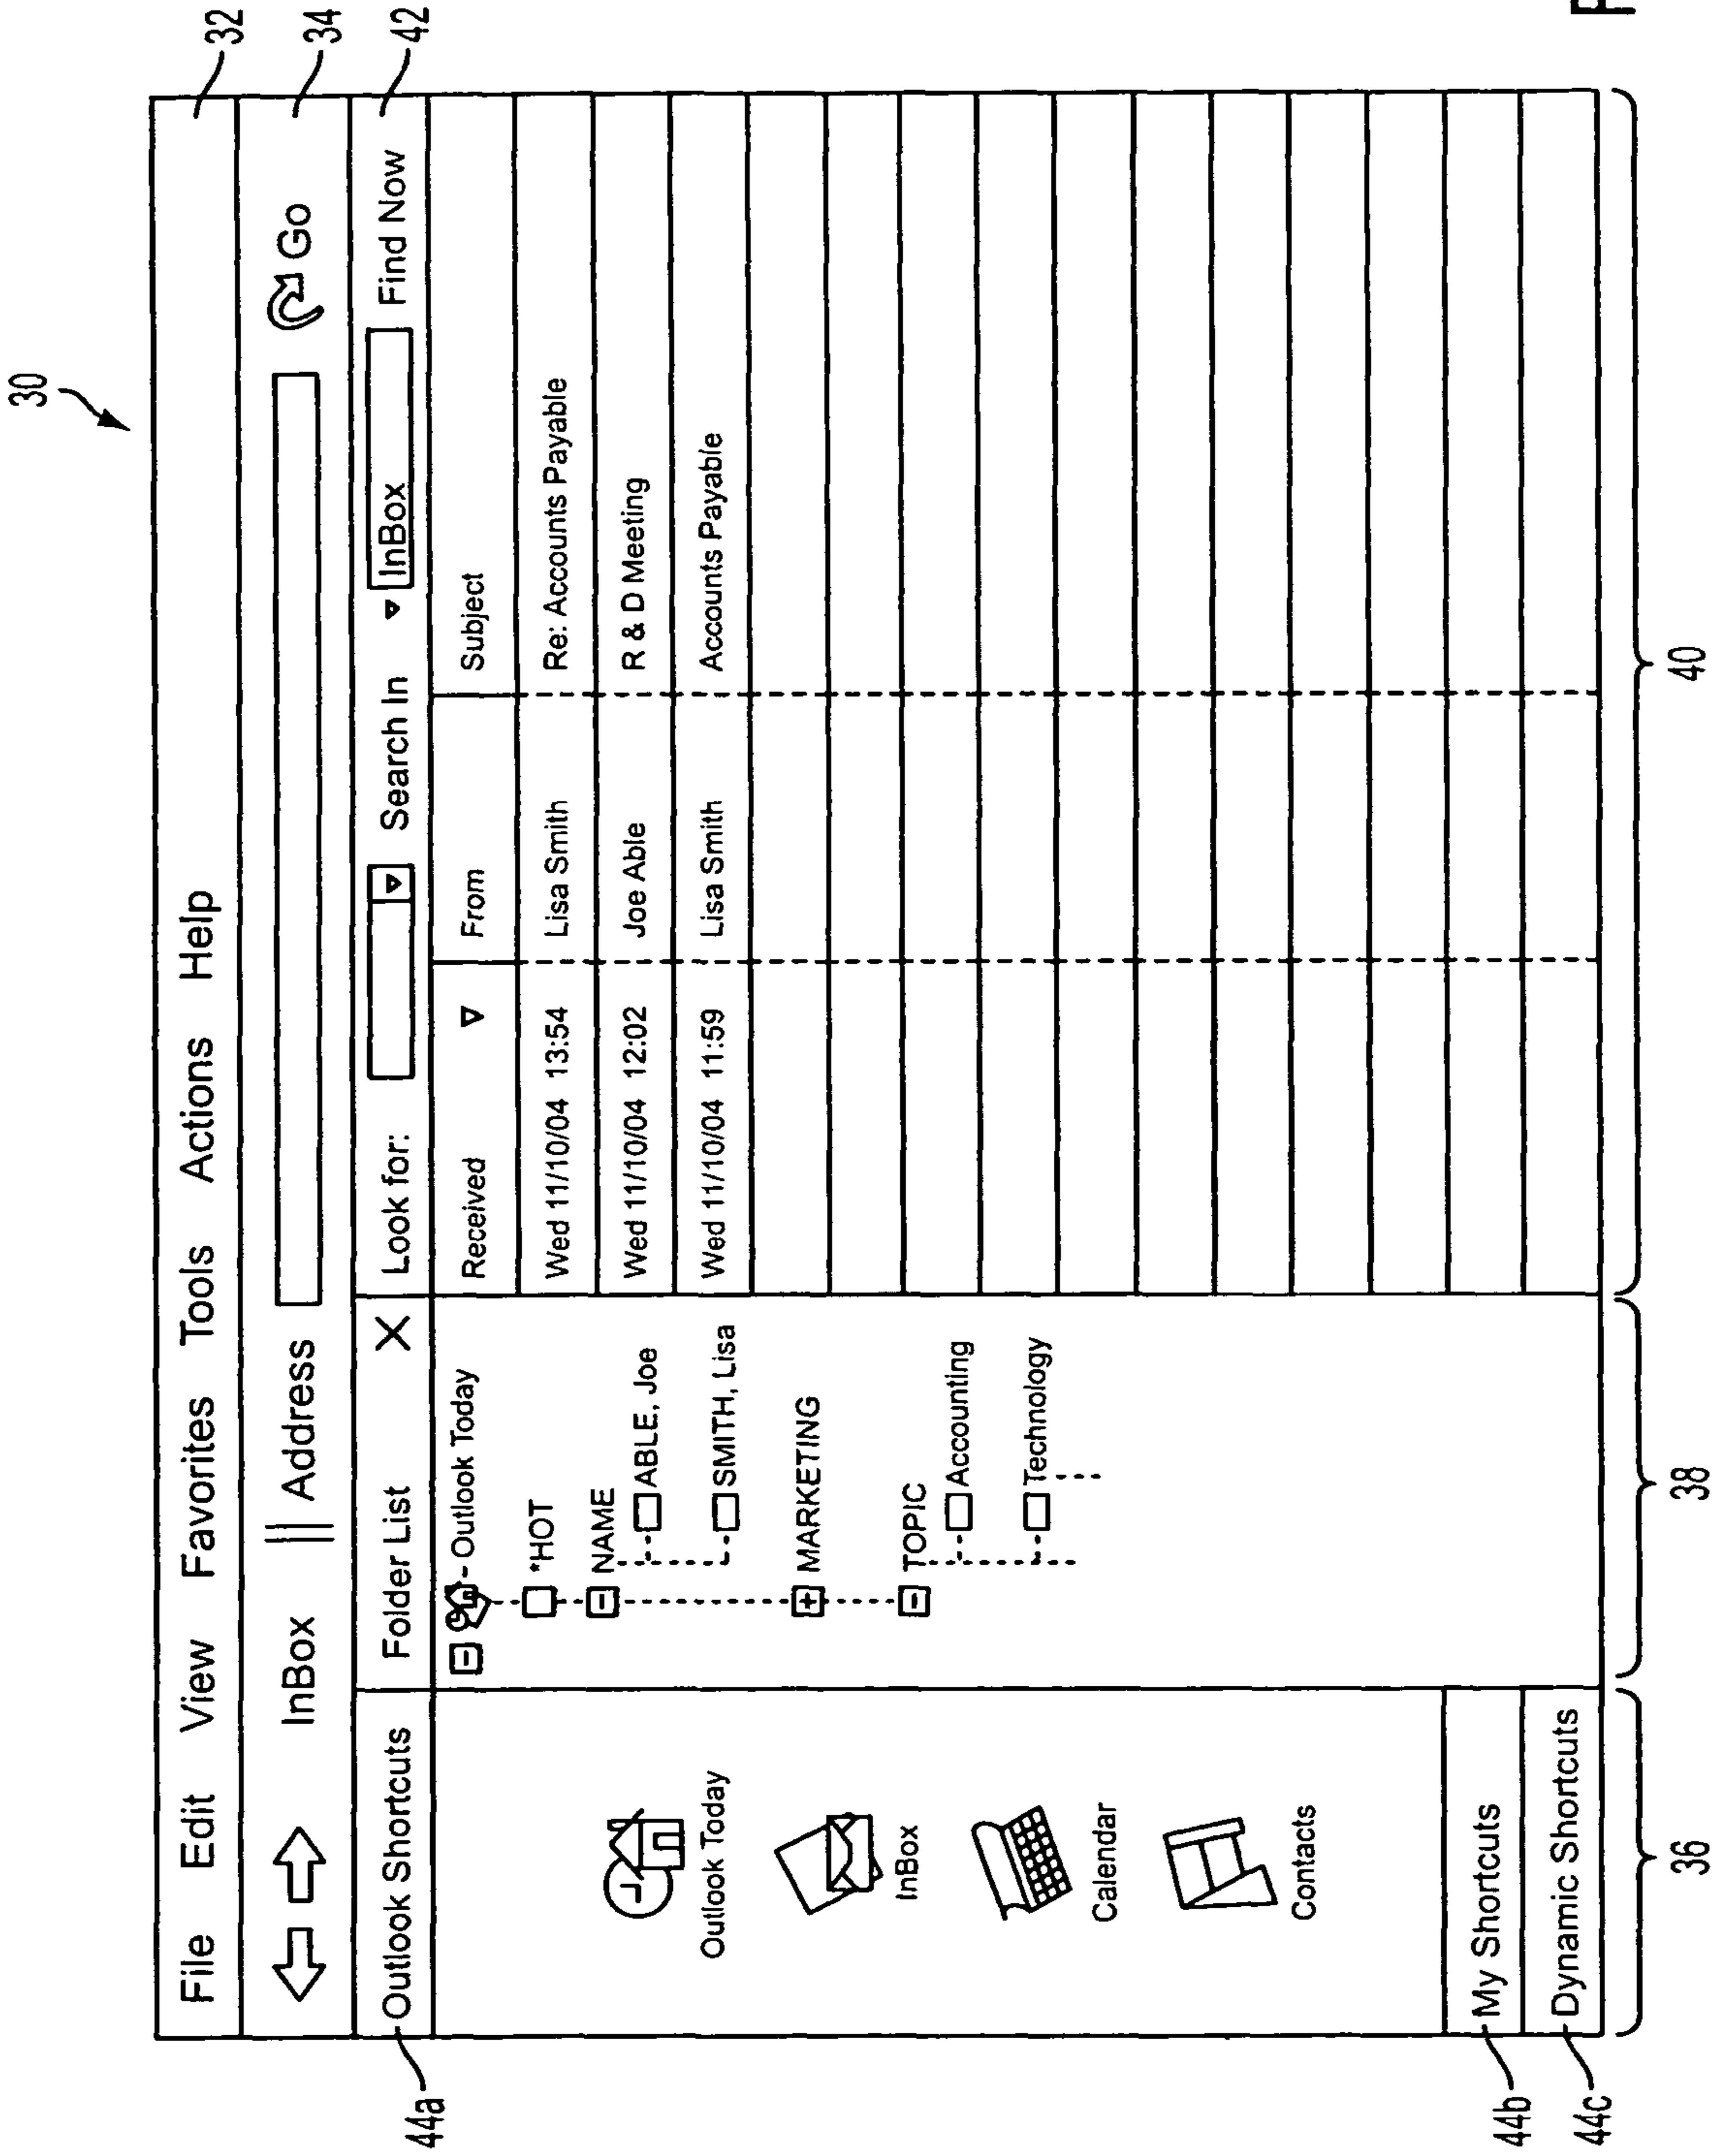 30
File Edit View Favorites Tools Actions Help
32
InBox Address Go
34
44a
Outlook Shortcuts
Folder List X
Look for: Search In InBox Find Now
42
Outlook Today
InBox
Calendar
Contacts
My Shortcuts
44b
Dynamic Shortcuts
44c
- Outlook Today
*HOT
NAME
ABLE, Joe
SMITH, Lisa
MARKETING
TOPIC
Accounting
Technology
Received From Subject
Wed 11/10/04 13:54 Lisa Smith Re: Accounts Payable
Wed 11/10/04 12:02 Joe Able R & D Meeting
Wed 11/10/04 11:59 Lisa Smith Accounts Payable
36
38
40